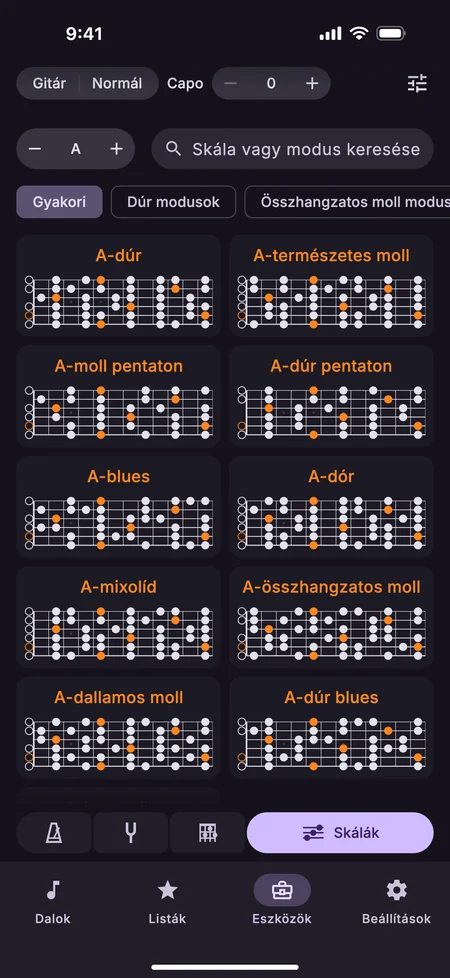 9:41
Gitár Normál Capo − 0 +
− A + Skála vagy modus keresése
Gyakori Dúr modusok Összhangzatos moll modus
A-dúr A-természetes moll
A-moll pentaton A-dúr pentaton
A-blues A-dór
A-mixolíd A-összhangzatos moll
A-dallamos moll A-dúr blues
Skálák
Dalok Listák Eszközök Beállítások